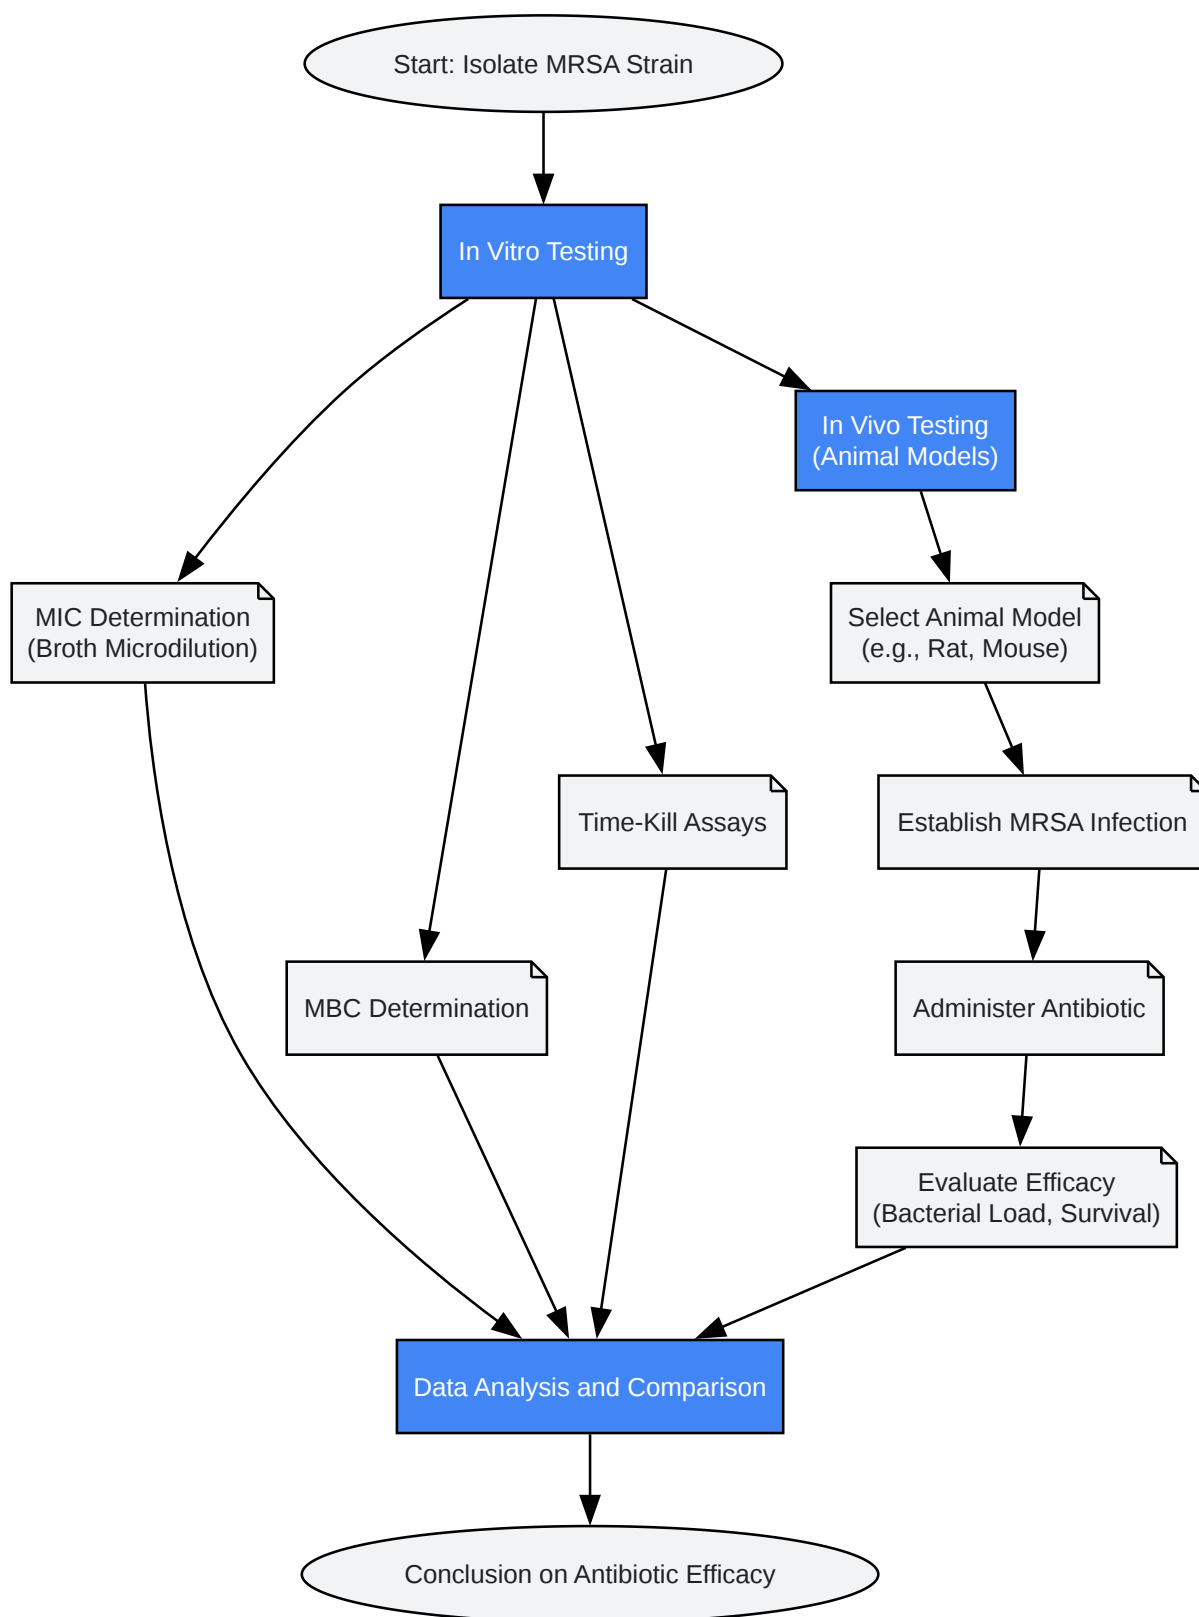 Start: Isolate MRSA Strain
In Vitro Testing
In Vivo Testing
(Animal Models)
MIC Determination
(Broth Microdilution)
Select Animal Model
(e.g., Rat, Mouse)
Time-Kill Assays
Establish MRSA Infection
MBC Determination
Administer Antibiotic
Evaluate Efficacy
(Bacterial Load, Survival)
Data Analysis and Comparison
Conclusion on Antibiotic Efficacy